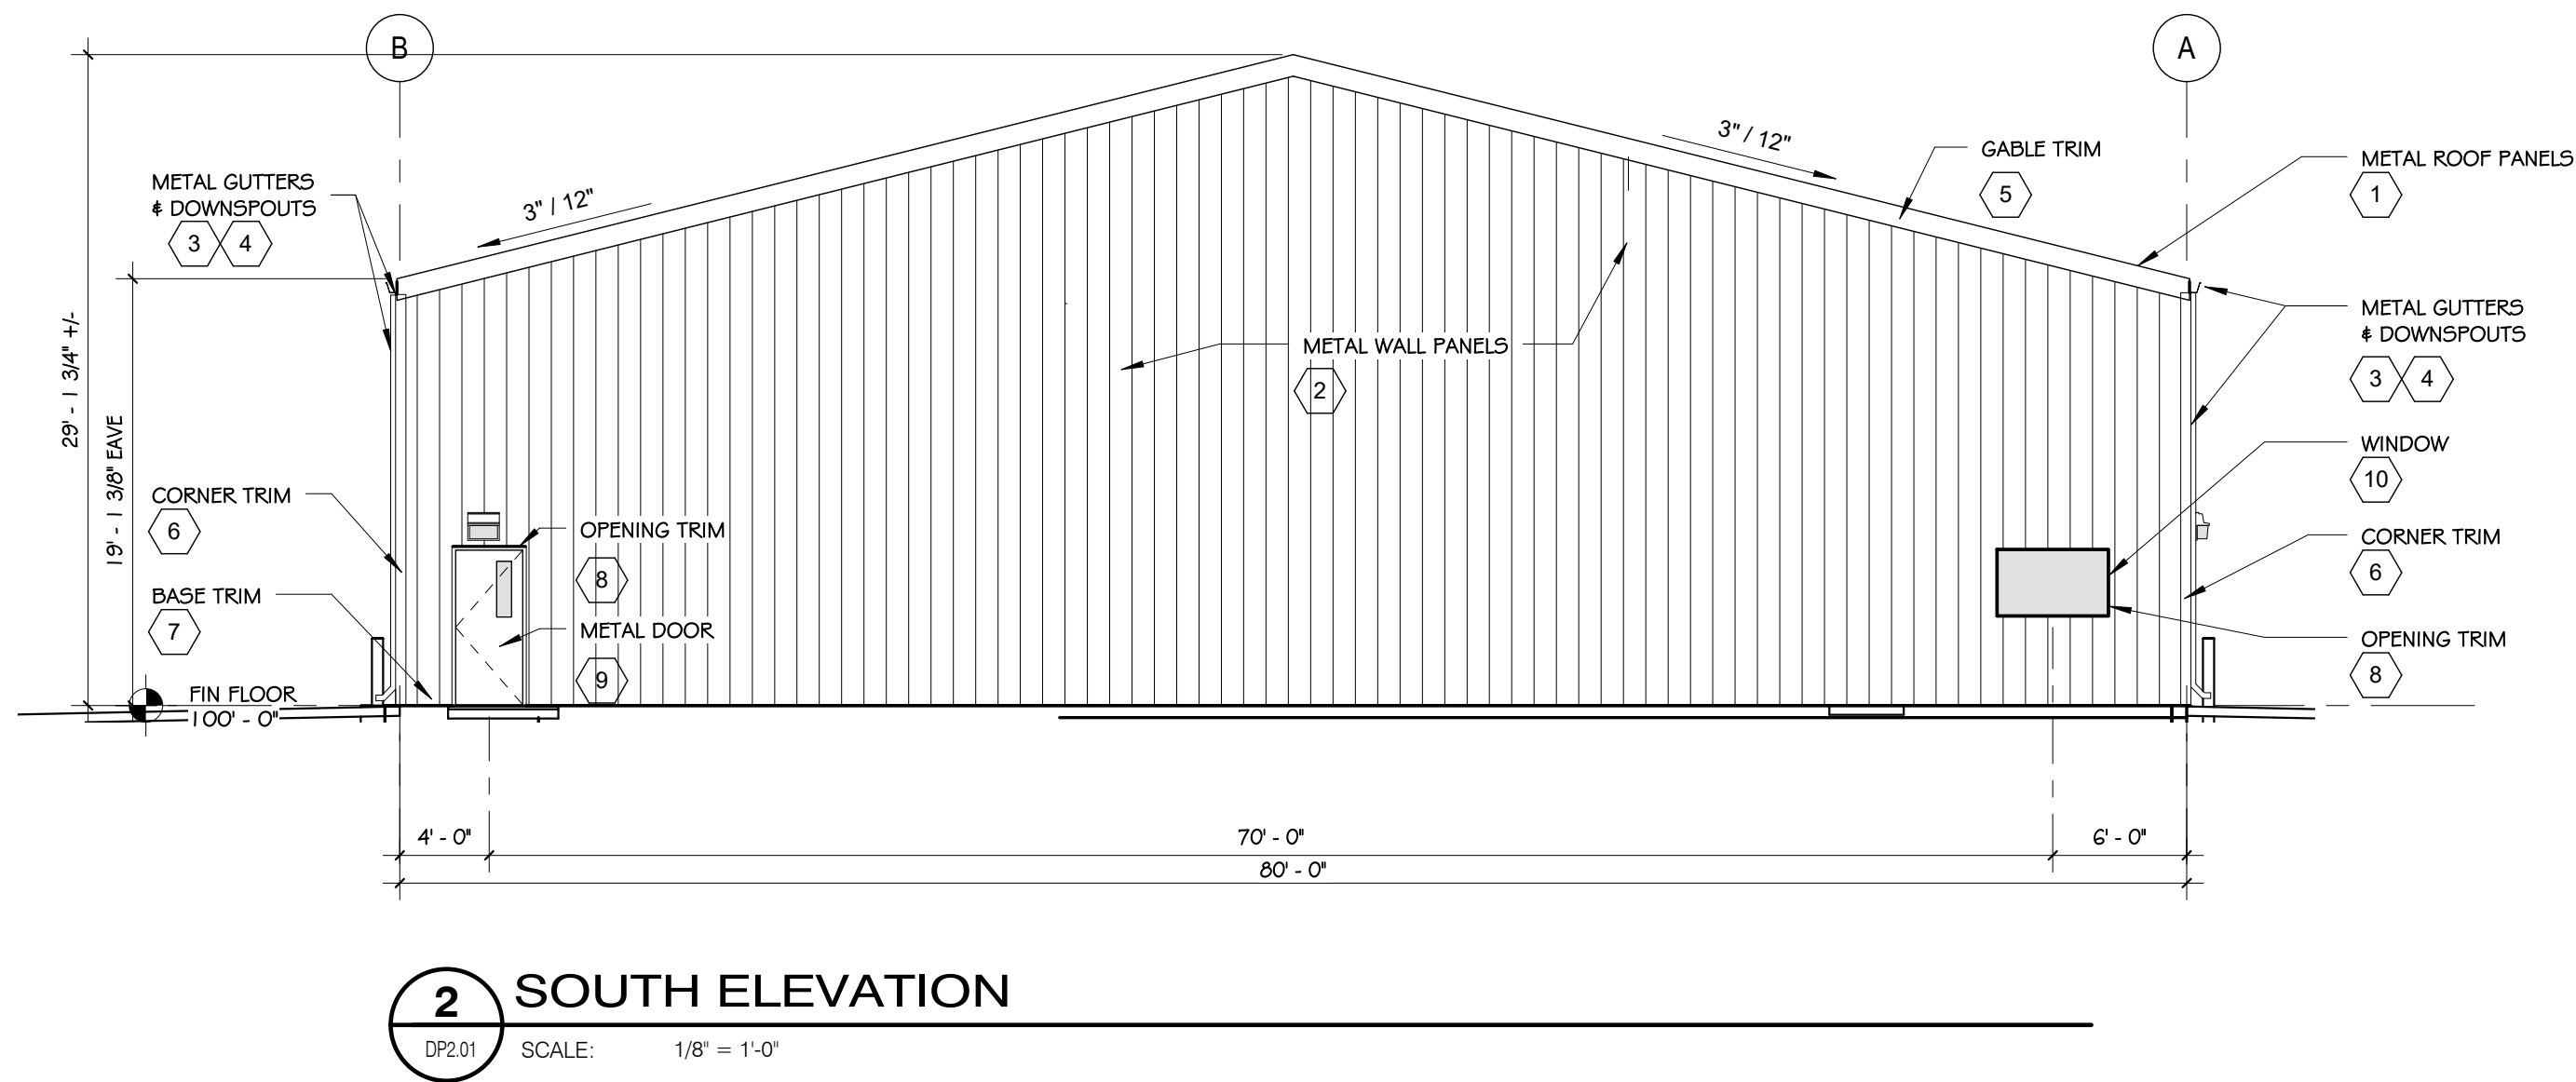 B
A
3" / 12"
3" / 12"
GABLE TRIM
5
METAL ROOF PANELS
1
METAL GUTTERS
& DOWNSPOUTS
3 4
29' - 1 3/4" +/-
19' - 1 3/8" EAVE
METAL WALL PANELS
2
METAL GUTTERS
& DOWNSPOUTS
3 4
WINDOW
10
CORNER TRIM
6
OPENING TRIM
8
CORNER TRIM
6
OPENING TRIM
8
BASE TRIM
7
METAL DOOR
9
FIN FLOOR
100' - 0"
4' - 0"
70' - 0"
6' - 0"
80' - 0"
2
DP2.01
SOUTH ELEVATION
SCALE: 1/8" = 1'-0"